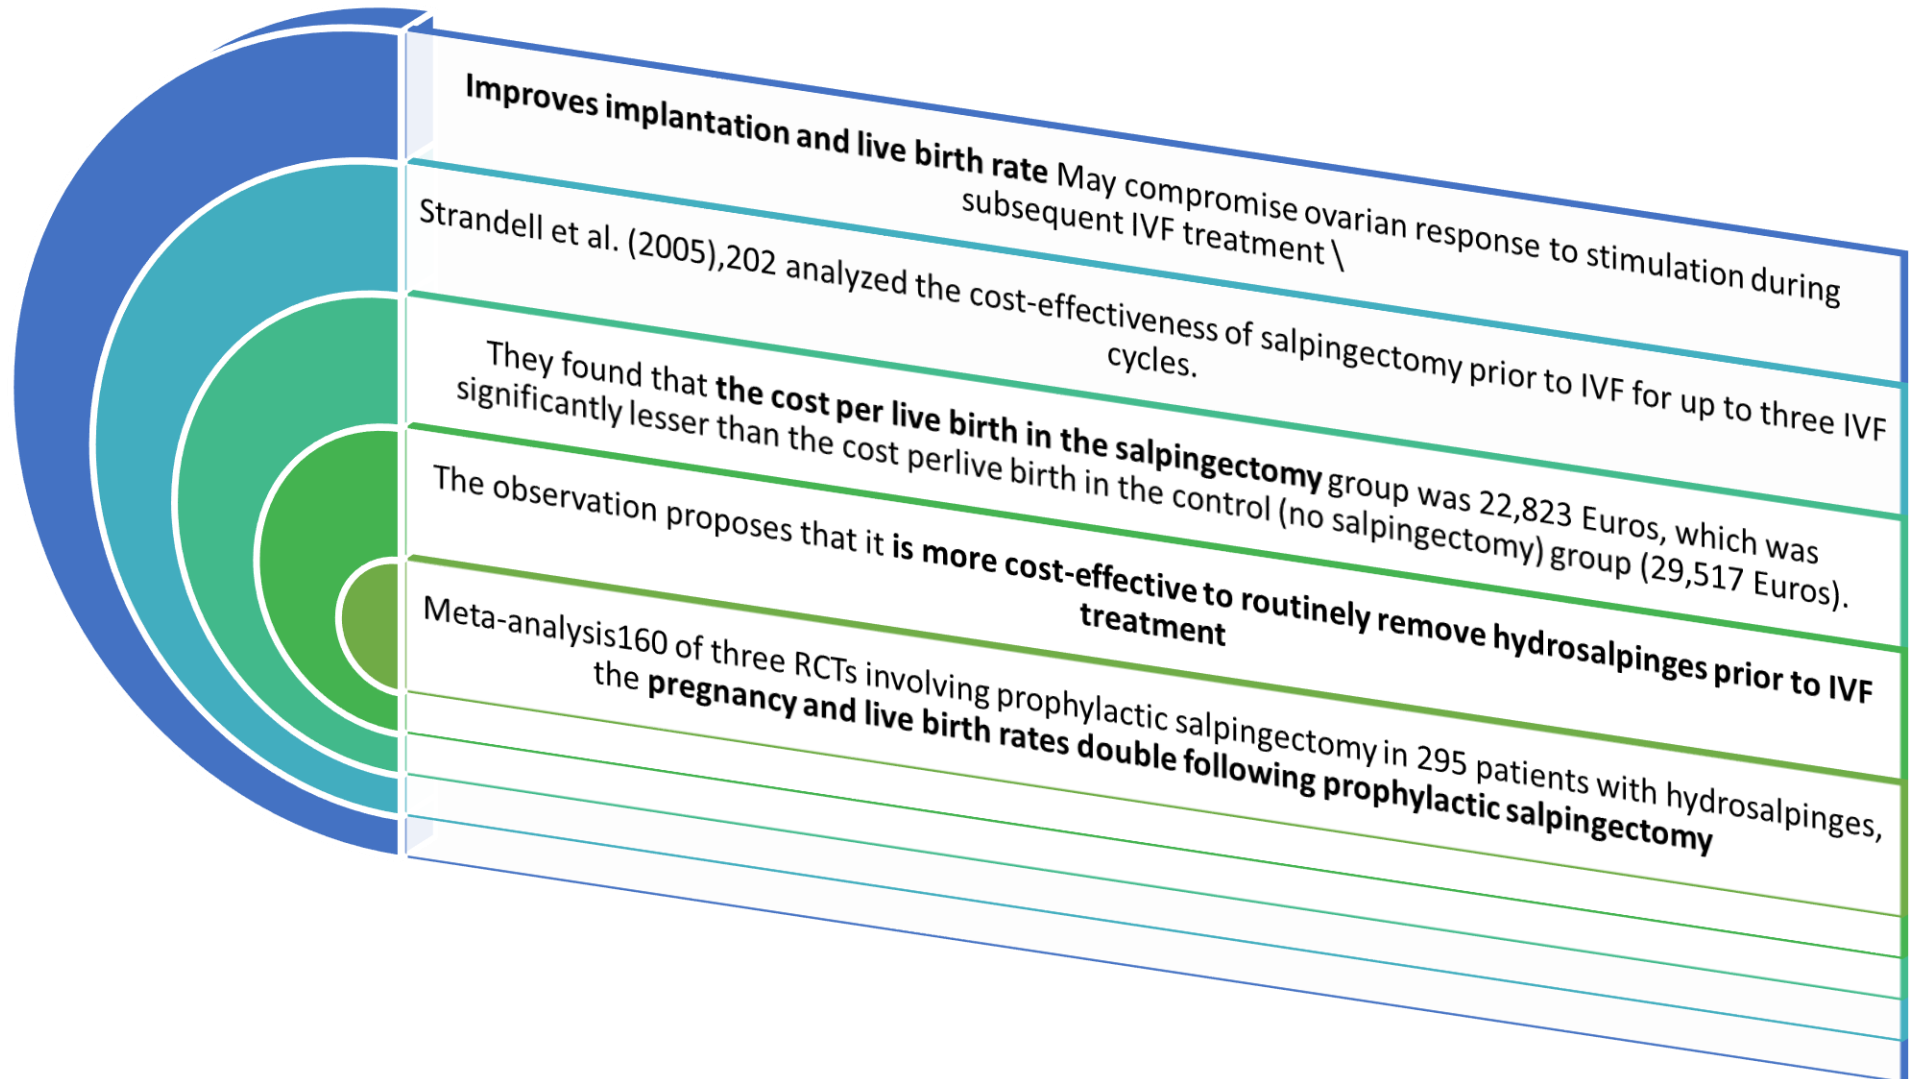 Improves implantation and live birth rate May compromise ovarian response to stimulation during
subsequent IVF treatment \
Strandell et al. (2005),202 analyzed the cost-effectiveness of salpingectomy prior to IVF for up to three IVF
cycles.
They found that the cost per live birth in the salpingectomy group was 22,823 Euros, which was
significantly lesser than the cost perlive birth in the control (no salpingectomy) group (29,517 Euros).
The observation proposes that it is more cost-effective to routinely remove hydrosalpinges prior to IVF
treatment
Meta-analysis160 of three RCTs involving prophylactic salpingectomy in 295 patients with hydrosalpinges,
the pregnancy and live birth rates double following prophylactic salpingectomy